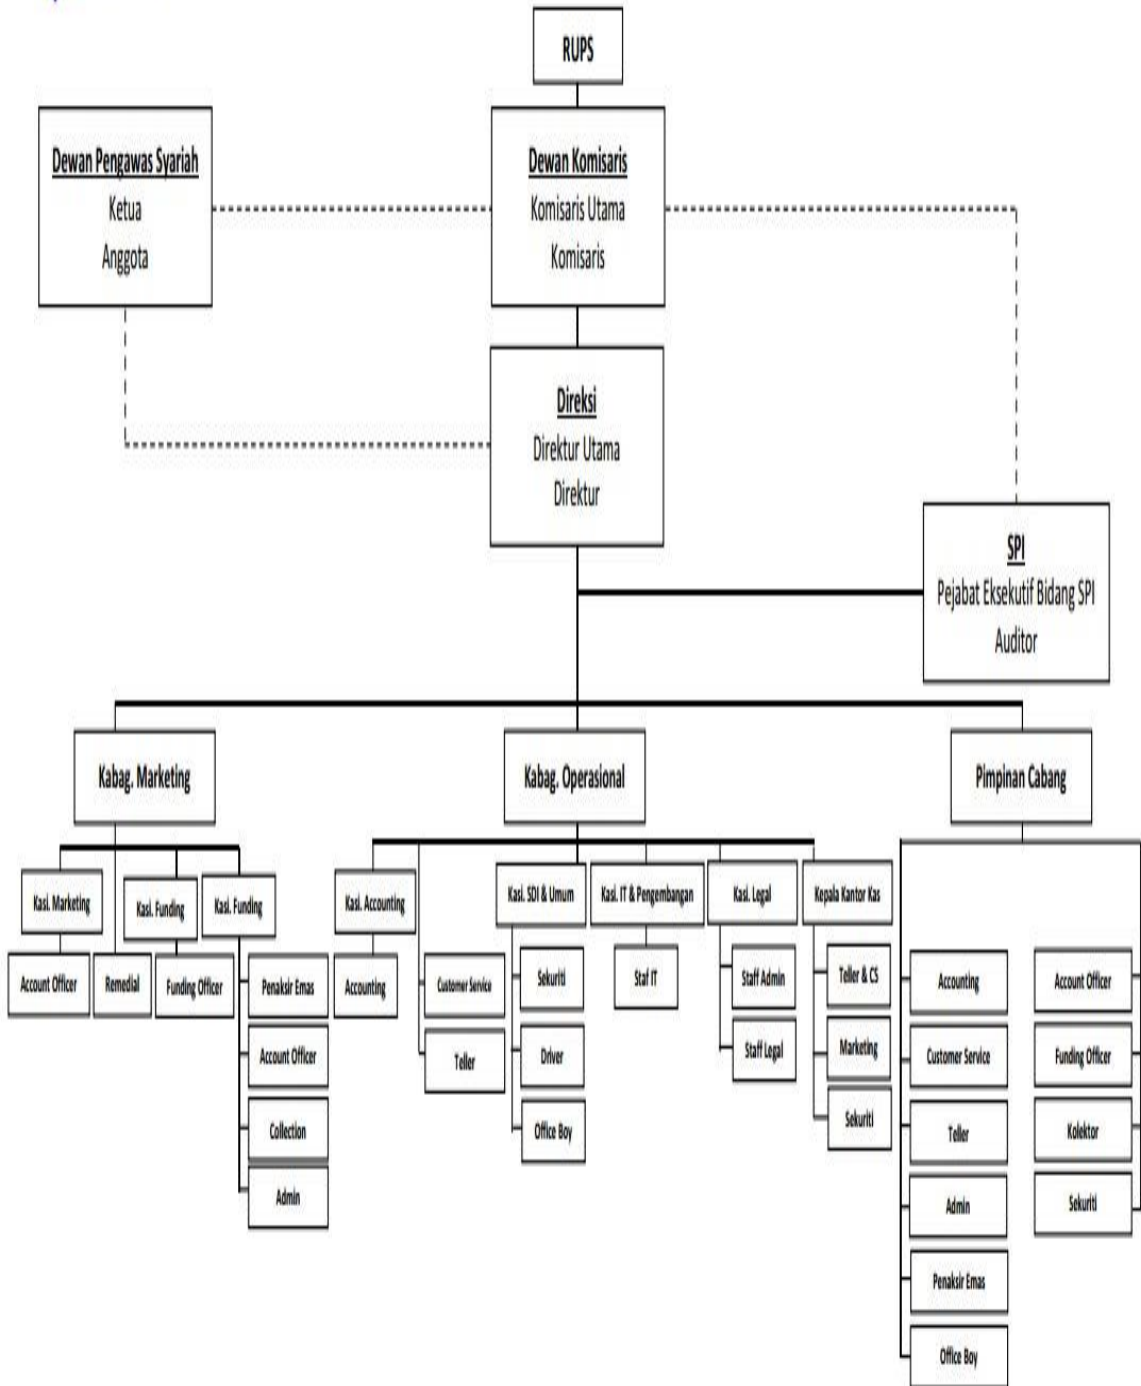 RUPS
Dewan Pengawas Syariah
Ketua
Anggota
Dewan Komisaris
Komisaris Utama
Komisaris
Direksi
Direktur Utama
Direktur
SPI
Pejabat Eksekutif Bidang SPI
Auditor
Kabag. Marketing
Kabag. Operasional
Pimpinan Cabang
Kasi. Marketing
Kasi. Funding
Kasi. Funding
Kasi. Accounting
Kasi. SDI & Umum
Kasi. IT & Pengembangan
Kasi. Legal
Kepala Kantor Kas
Account Officer
Remedial
Funding Officer
Penaksir Emas
Account Officer
Collection
Admin
Accounting
Customer Service
Teller
Sekuriti
Driver
Office Boy
Staf IT
Staff Admin
Staff Legal
Teller & CS
Marketing
Sekuriti
Accounting
Customer Service
Teller
Admin
Penaksir Emas
Office Boy
Account Officer
Funding Officer
Kolektor
Sekuriti